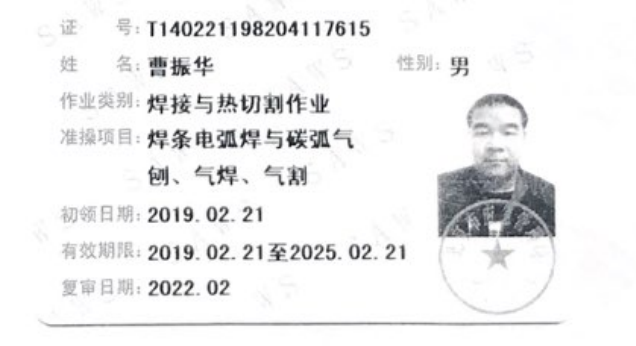 证号:T140221198204117615
姓名:曹振华 性别:男
作业类别:焊接与热切割作业
准操项目:焊条电弧焊与碳弧气
刨、气焊、气割
初领日期:2019.02.21
有效期限:2019.02.21至2025.02.21
复审日期:2022.02